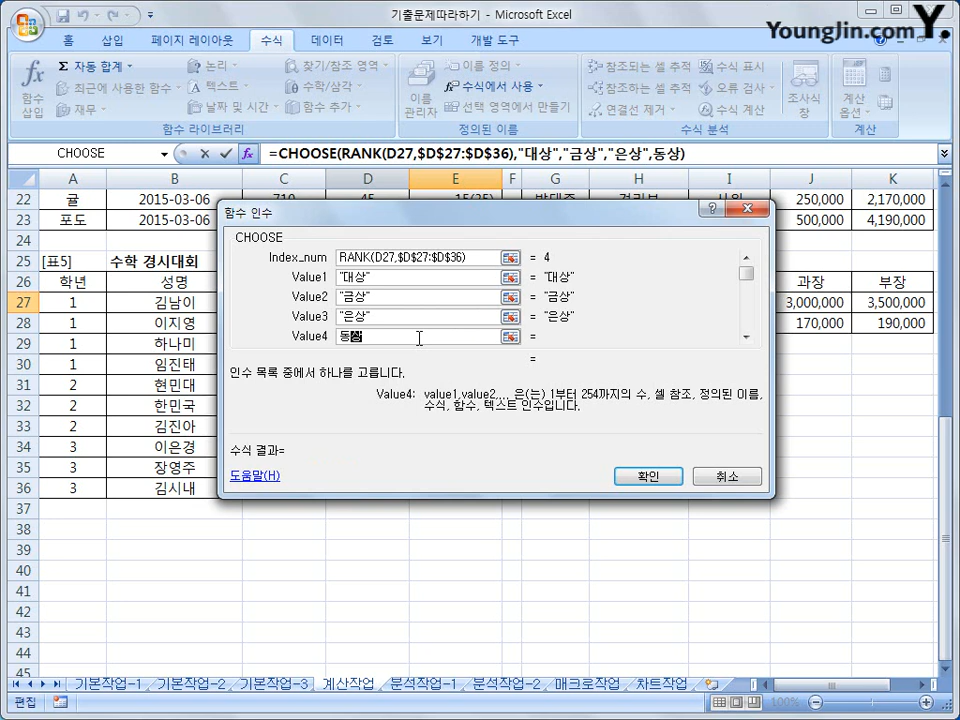 기출문제따라하기 - Microsoft Excel
YoungJin.com Y.
홈 삽입 페이지 레이아웃 수식 데이터 검토 보기 개발 도구
함수 삽입
Σ 자동 합계
최근에 사용한 함수
재무
논리
텍스트
날짜 및 시간
찾기/참조 영역
수학/삼각
함수 추가
함수 라이브러리
이름 관리자
이름 정의
수식에서 사용
선택 영역에서 만들기
정의된 이름
참조되는 셀 추적
참조하는 셀 추적
연결선 제거
수식 표시
오류 검사
수식 계산
조사식 창
수식 분석
계산 옵션
계산
CHOOSE =CHOOSE(RANK(D27,$D$27:$D$36),"대상","금상","은상",동상)
A B C D E F G H I J K
22 귤 2015-03-06 710 45 15(25) 250,000 2,170,000
23 포도 2015-03-06 500,000 4,190,000
24
25 [표5] 수학 경시대회
26 학년 성명 과장 부장
27 1 김남이 3,000,000 3,500,000
28 1 이지영 170,000 190,000
29 1 하나미
30 1 임진태
31 2 현민대
32 2 한민국
33 2 김진아
34 3 이은경
35 3 장영주
36 3 김시내
37
38
39
40
41
42
43
44
45
함수 인수
CHOOSE
Index_num RANK(D27,$D$27:$D$36) = 4
Value1 "대상" = "대상"
Value2 "금상" = "금상"
Value3 "은상" = "은상"
Value4 동상 =
=
인수 목록 중에서 하나를 고릅니다.
Value4: value1,value2,... 은(는) 1부터 254까지의 수, 셀 참조, 정의된 이름,
수식, 함수, 텍스트 인수입니다.
수식 결과=
도움말(H) 확인 취소
기본작업-1 기본작업-2 기본작업-3 계산작업 분석작업-1 분석작업-2 매크로작업 차트작업
편집 100%